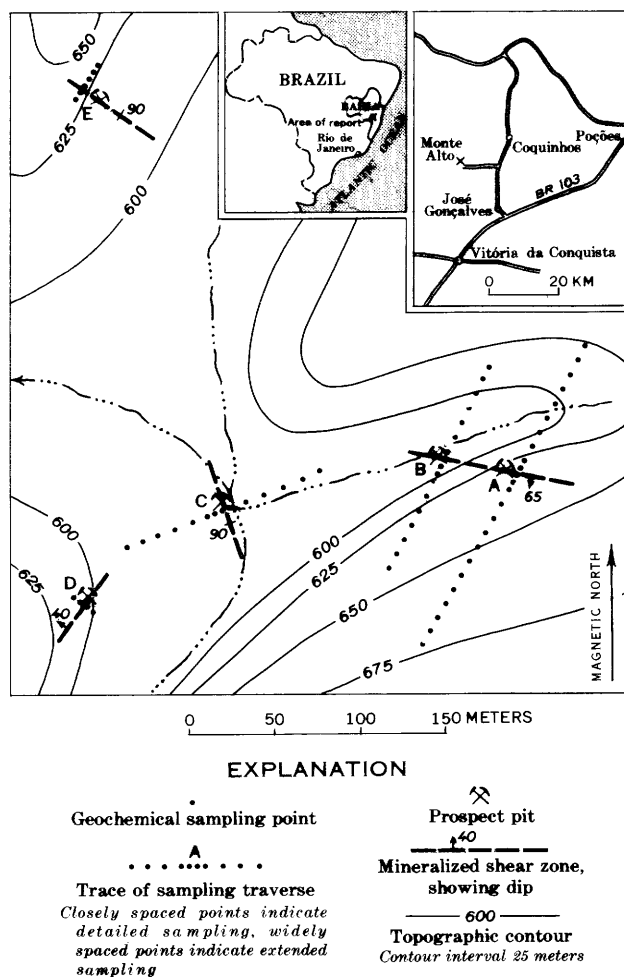 650
E
90
625
600
BRAZIL
BAHIA
Area of report
Rio de
Janeiro
ATLANTIC OCEAN
Monte
Alto
Coquinhos
Poções
José
Gonçalves
BR 103
Vitória da Conquista
0 20 KM
B
A
65
C
90
600
625
D
40
600
625
650
675
MAGNETIC NORTH
0 50 100 150 METERS
EXPLANATION
Geochemical sampling point
A
Trace of sampling traverse
Closely spaced points indicate
detailed sampling, widely
spaced points indicate extended
sampling
Prospect pit
40
Mineralized shear zone,
showing dip
600
Topographic contour
Contour interval 25 meters